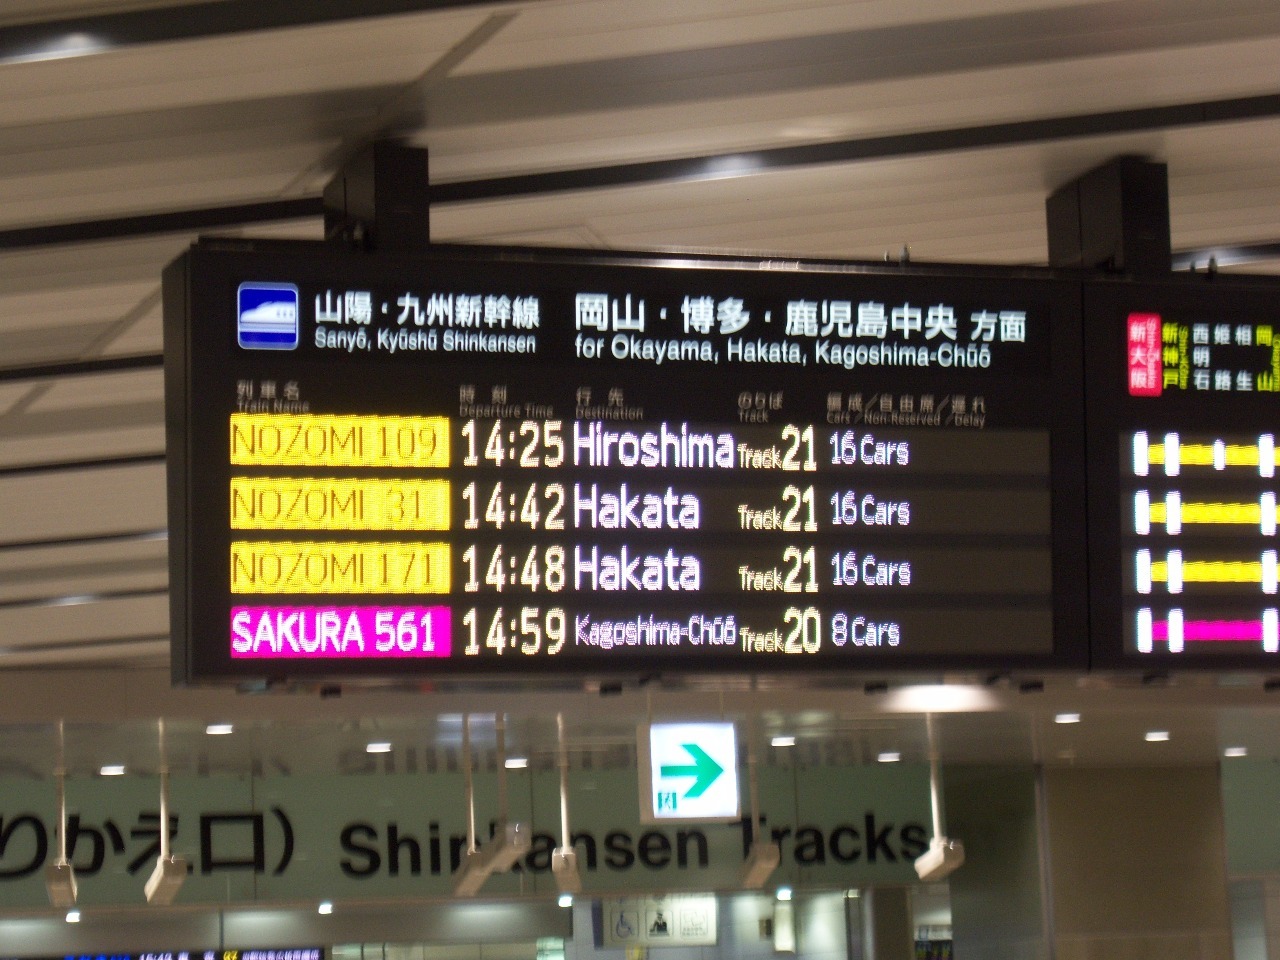 山陽・九州新幹線 岡山・博多・鹿児島中央 方面
Sanyō, Kyūshū Shinkansen for Okayama, Hakata, Kagoshima-Chūō
列車名 時刻 行先 のりば 編成/自由席/遅れ
Train Name Departure Time Destination Track Cars / Non-Reserved / Delay
NOZOMI 109 14:25 Hiroshima Track 21 16 Cars
NOZOMI 31 14:42 Hakata Track 21 16 Cars
NOZOMI 171 14:48 Hakata Track 21 16 Cars
SAKURA 561 14:59 Kagoshima-Chūō Track 20 8 Cars
新大阪
新神戸
西明石
姫路
相生
岡山
りかえ口) Shinkansen Tracks